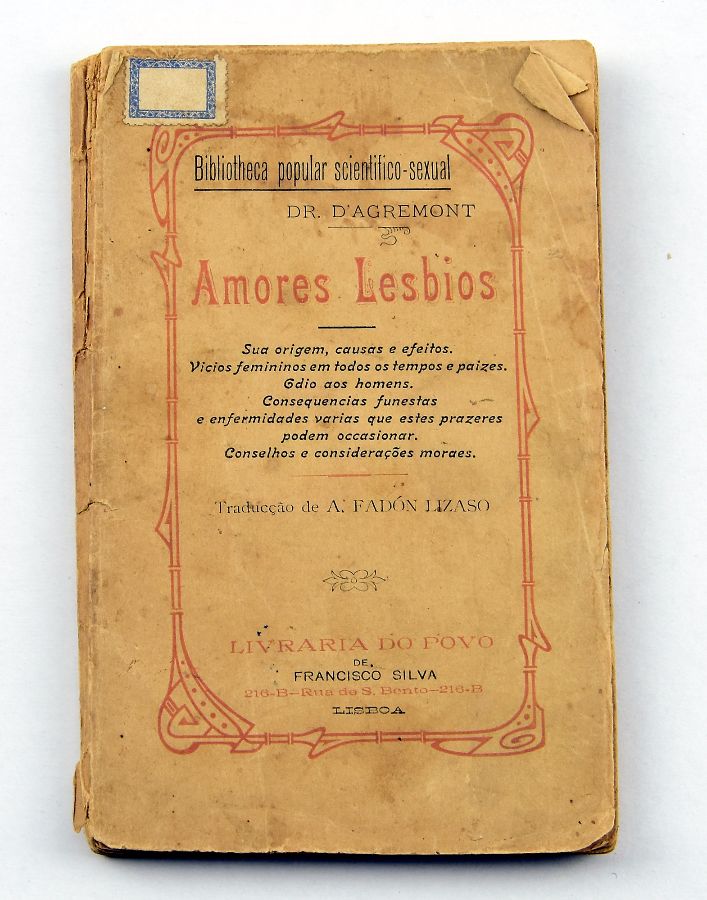 Bibliotheca popular scientifico-sexual
DR. D'AGREMONT
Amores Lesbios
Sua origem, causas e efeitos.
Vicios femininos em todos os tempos e paizes.
Odio aos homens.
Consequencias funestas
e enfermidades varias que estes prazeres
podem occasionar.
Conselhos e considerações moraes.
Traducção de A. FADÓN LIZASO
LIVRARIA DO POVO
DE
FRANCISCO SILVA
216-B—Rua de S. Bento—216-B
LISBOA